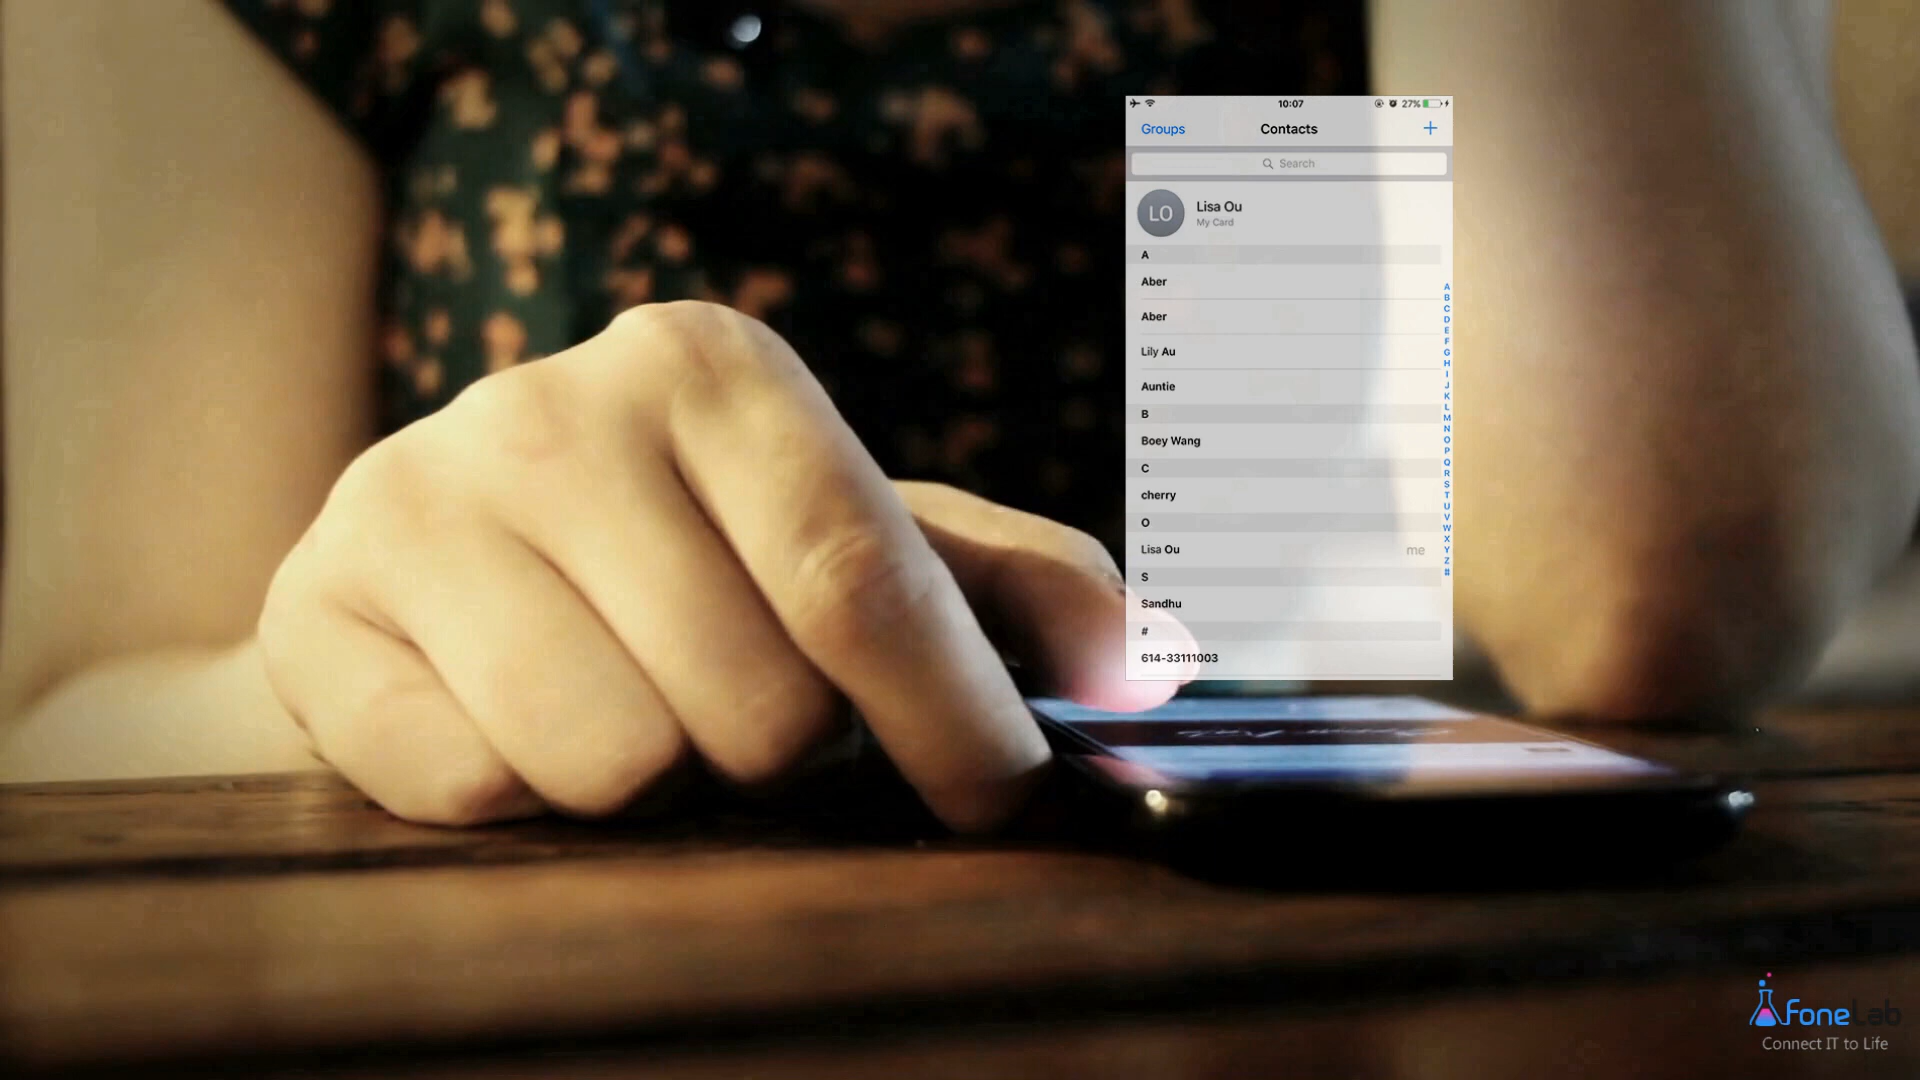 10:07
27%
Groups Contacts +
Search
LO
Lisa Ou
My Card
A
Aber
Aber
Lily Au
Auntie
B
Boey Wang
C
cherry
O
Lisa Ou me
S
Sandhu
#
614-33111003
A
B
C
D
E
F
G
H
I
J
K
L
M
N
O
P
Q
R
S
T
U
V
W
X
Y
Z
#
FoneLab
Connect IT to Life